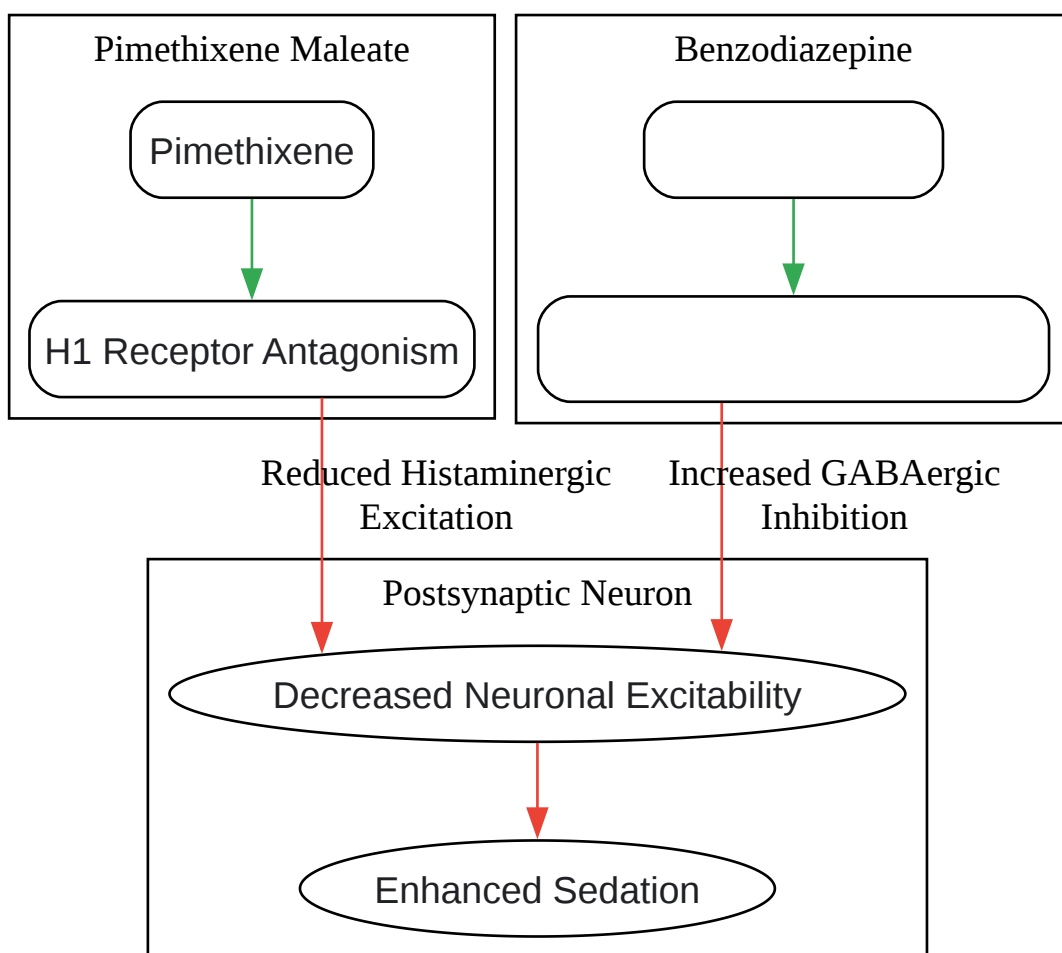 Pimethixene Maleate
Benzodiazepine
Pimethixene
H1 Receptor Antagonism
Reduced Histaminergic
Excitation
Increased GABAergic
Inhibition
Postsynaptic Neuron
Decreased Neuronal Excitability
Enhanced Sedation